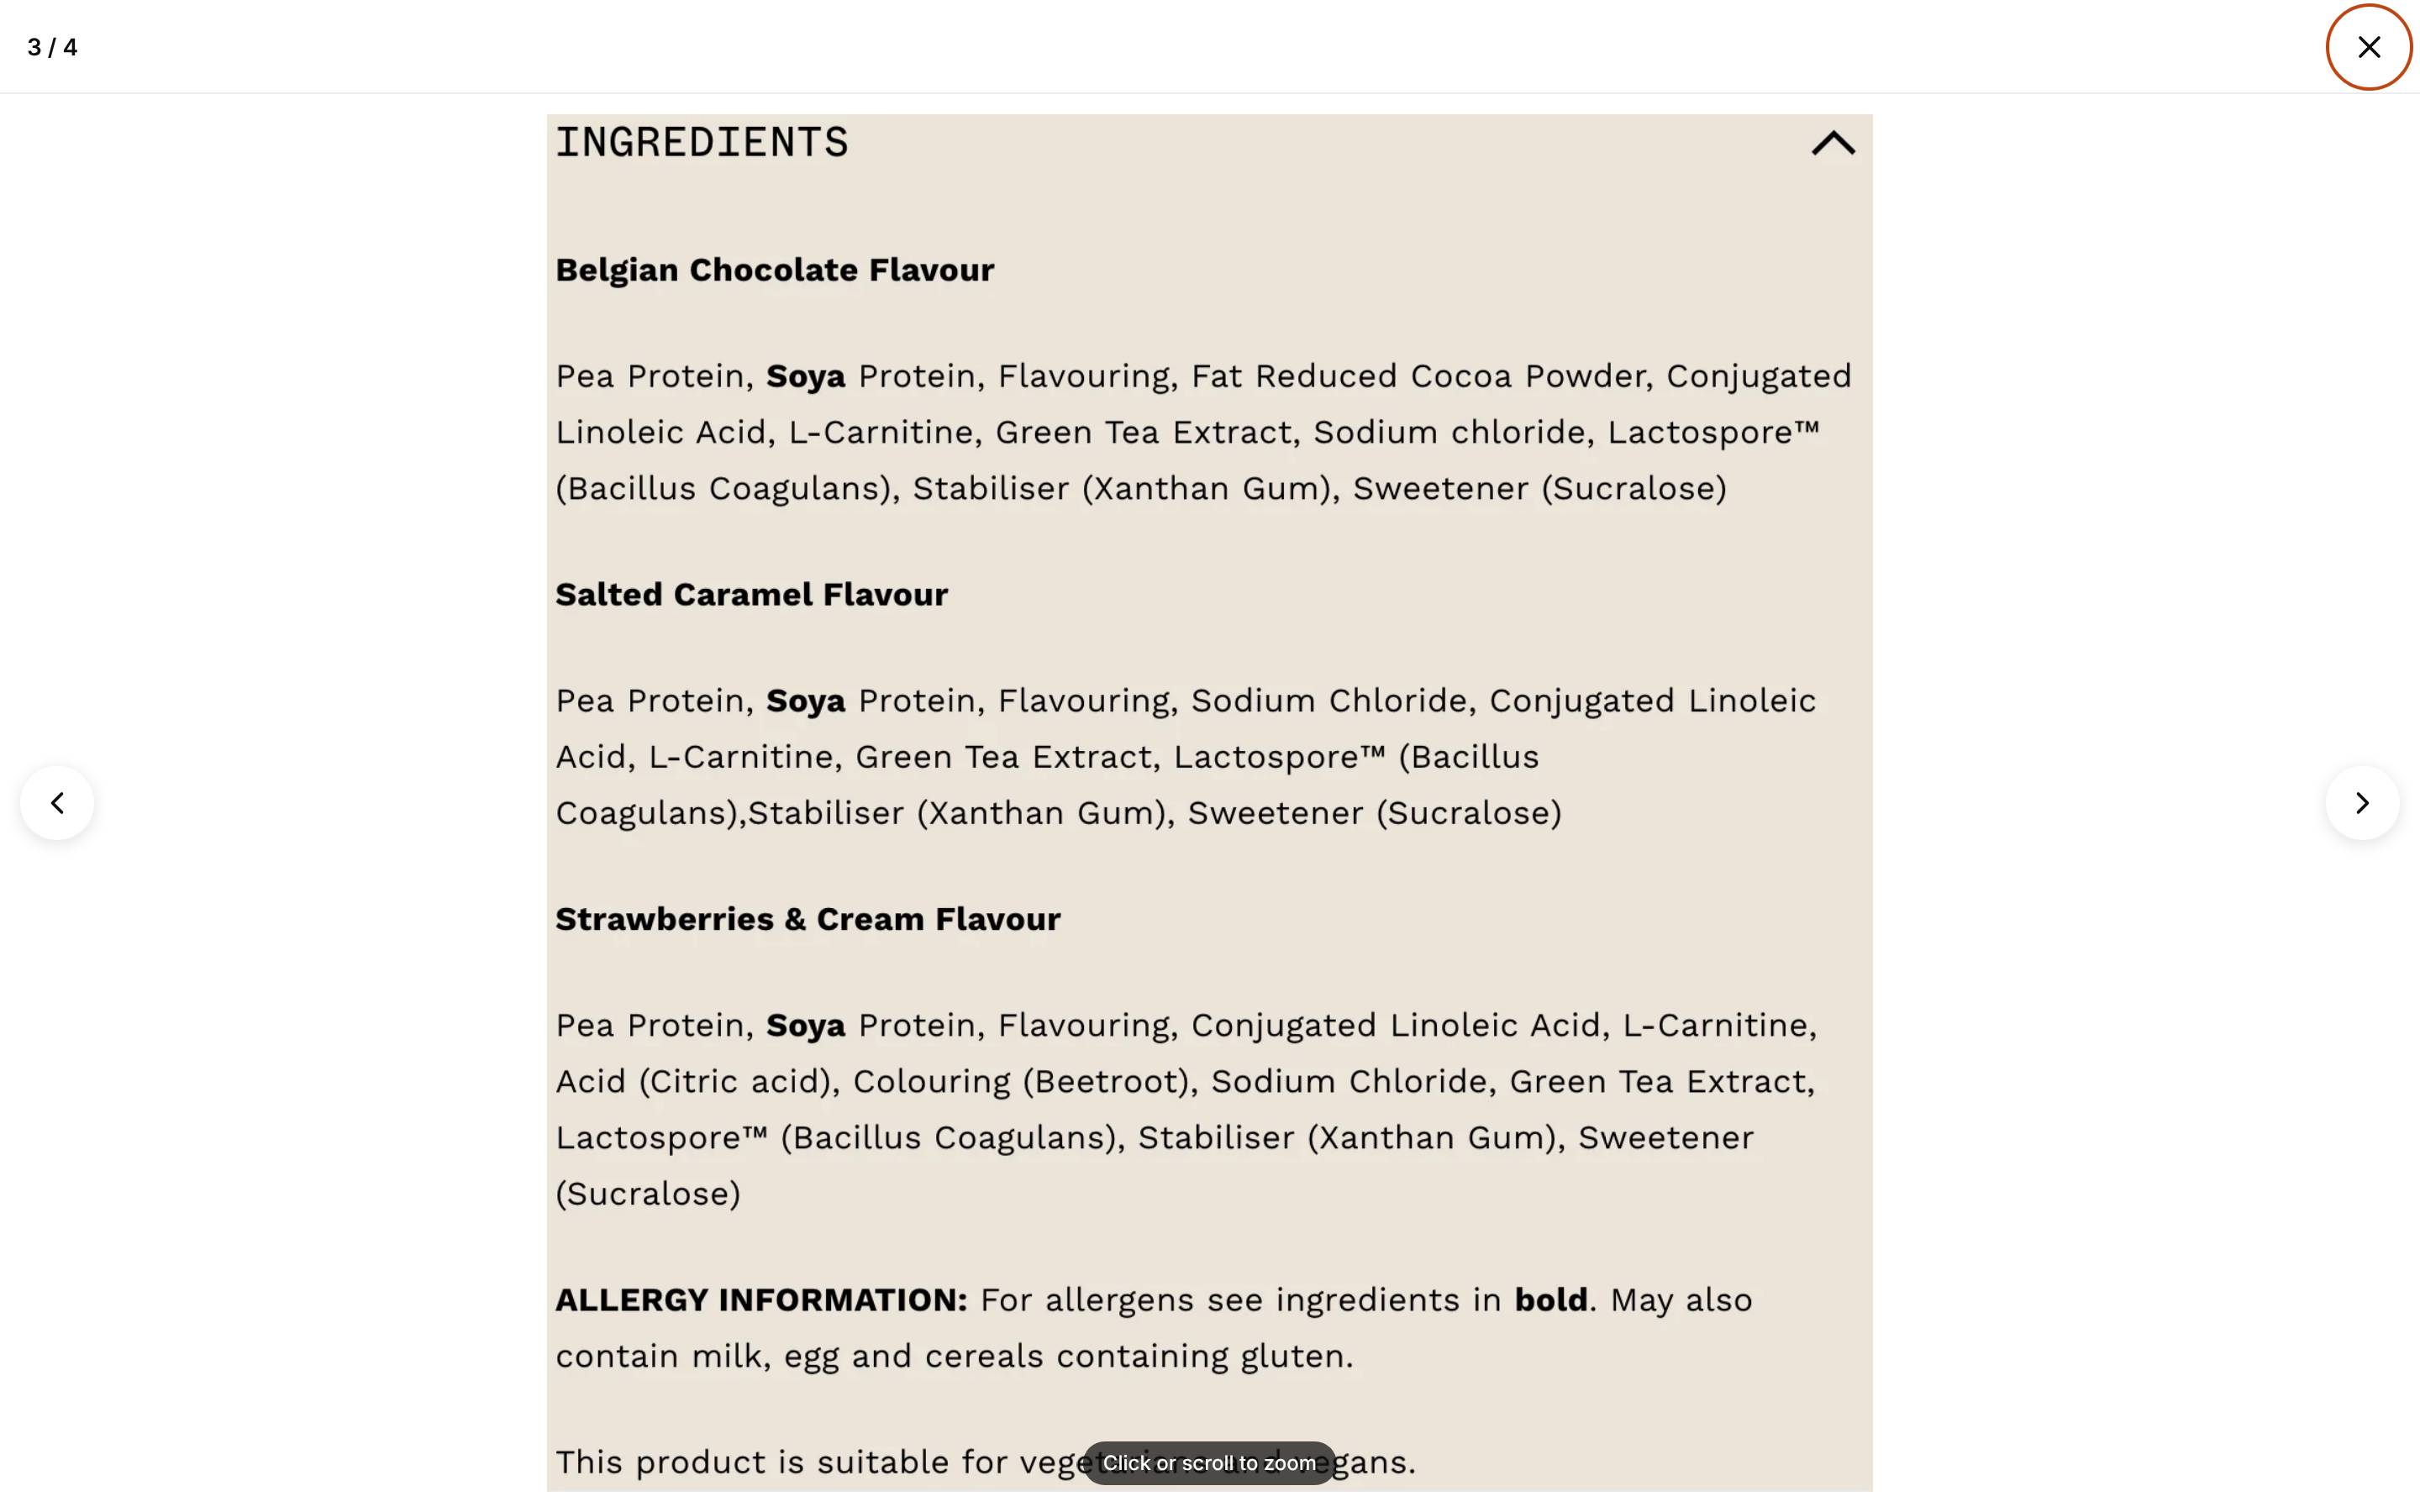 3 / 4
INGREDIENTS
Belgian Chocolate Flavour
Pea Protein, Soya Protein, Flavouring, Fat Reduced Cocoa Powder, Conjugated
Linoleic Acid, L-Carnitine, Green Tea Extract, Sodium chloride, Lactospore™
(Bacillus Coagulans), Stabiliser (Xanthan Gum), Sweetener (Sucralose)
Salted Caramel Flavour
Pea Protein, Soya Protein, Flavouring, Sodium Chloride, Conjugated Linoleic
Acid, L-Carnitine, Green Tea Extract, Lactospore™ (Bacillus
Coagulans),Stabiliser (Xanthan Gum), Sweetener (Sucralose)
Strawberries & Cream Flavour
Pea Protein, Soya Protein, Flavouring, Conjugated Linoleic Acid, L-Carnitine,
Acid (Citric acid), Colouring (Beetroot), Sodium Chloride, Green Tea Extract,
Lactospore™ (Bacillus Coagulans), Stabiliser (Xanthan Gum), Sweetener
(Sucralose)
ALLERGY INFORMATION: For allergens see ingredients in bold. May also
contain milk, egg and cereals containing gluten.
This product is suitable for vegetarians and vegans.
Click or scroll to zoom